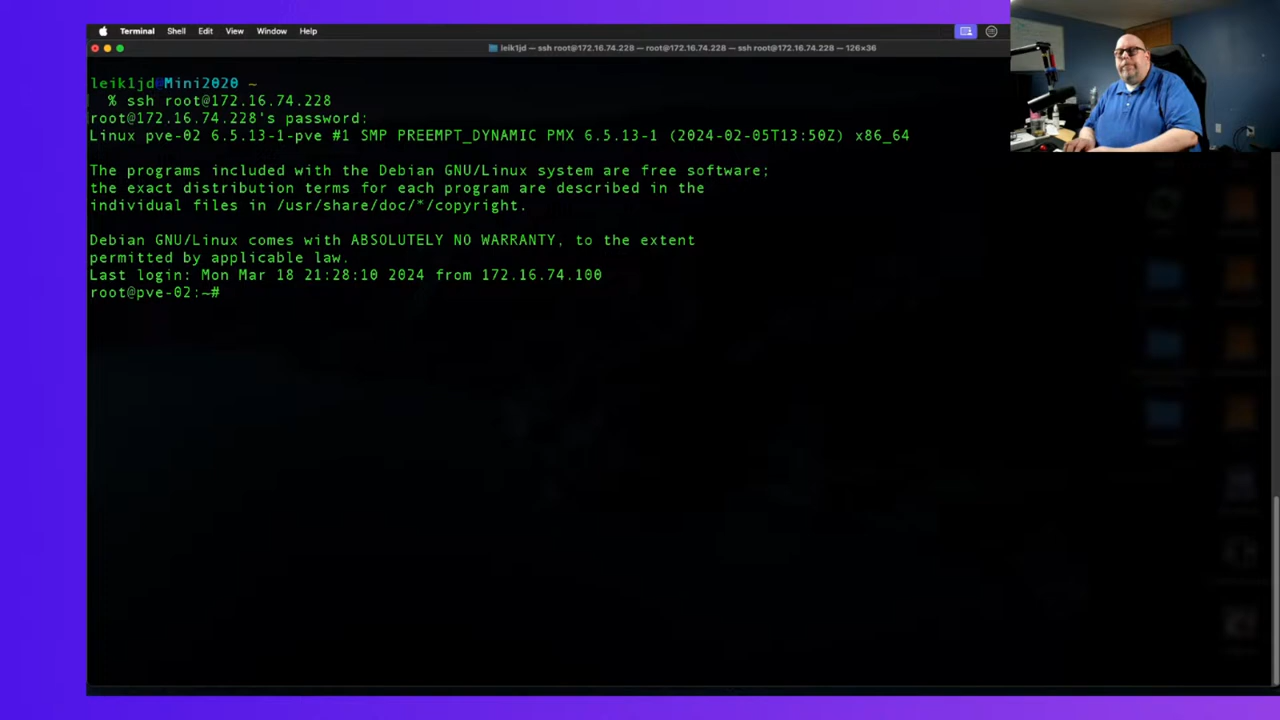 Terminal Shell Edit View Window Help
leik1jd — ssh root@172.16.74.228 — root@172.16.74.228 — ssh root@172.16.74.228 — 126×36
leik1jd@Mini2020 ~
% ssh root@172.16.74.228
root@172.16.74.228's password:
Linux pve-02 6.5.13-1-pve #1 SMP PREEMPT_DYNAMIC PMX 6.5.13-1 (2024-02-05T13:50Z) x86_64
The programs included with the Debian GNU/Linux system are free software;
the exact distribution terms for each program are described in the
individual files in /usr/share/doc/*/copyright.
Debian GNU/Linux comes with ABSOLUTELY NO WARRANTY, to the extent
permitted by applicable law.
Last login: Mon Mar 18 21:28:10 2024 from 172.16.74.100
root@pve-02:~#